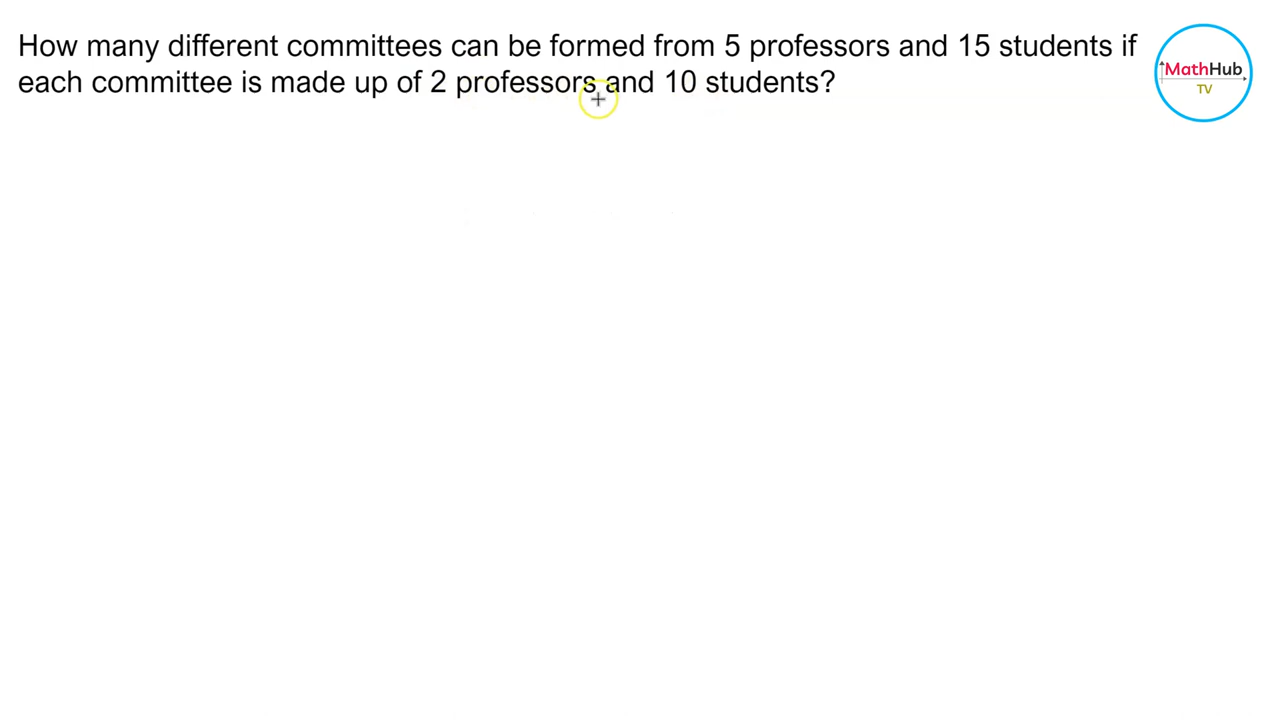 How many different committees can be formed from 5 professors and 15 students if
each committee is made up of 2 professors and 10 students?
MathHub
TV